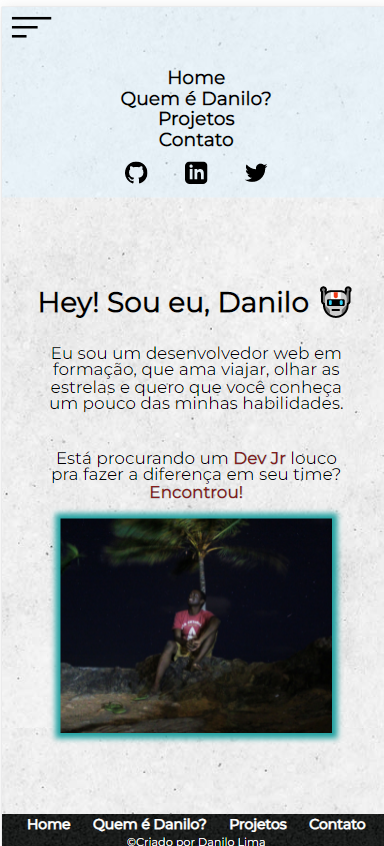 Home
Quem é Danilo?
Projetos
Contato
Hey! Sou eu, Danilo
Eu sou um desenvolvedor web em
formação, que ama viajar, olhar as
estrelas e quero que você conheça
um pouco das minhas habilidades.
Está procurando um Dev Jr louco
pra fazer a diferença em seu time?
Encontrou!
Home Quem é Danilo? Projetos Contato
©Criado por Danilo Lima